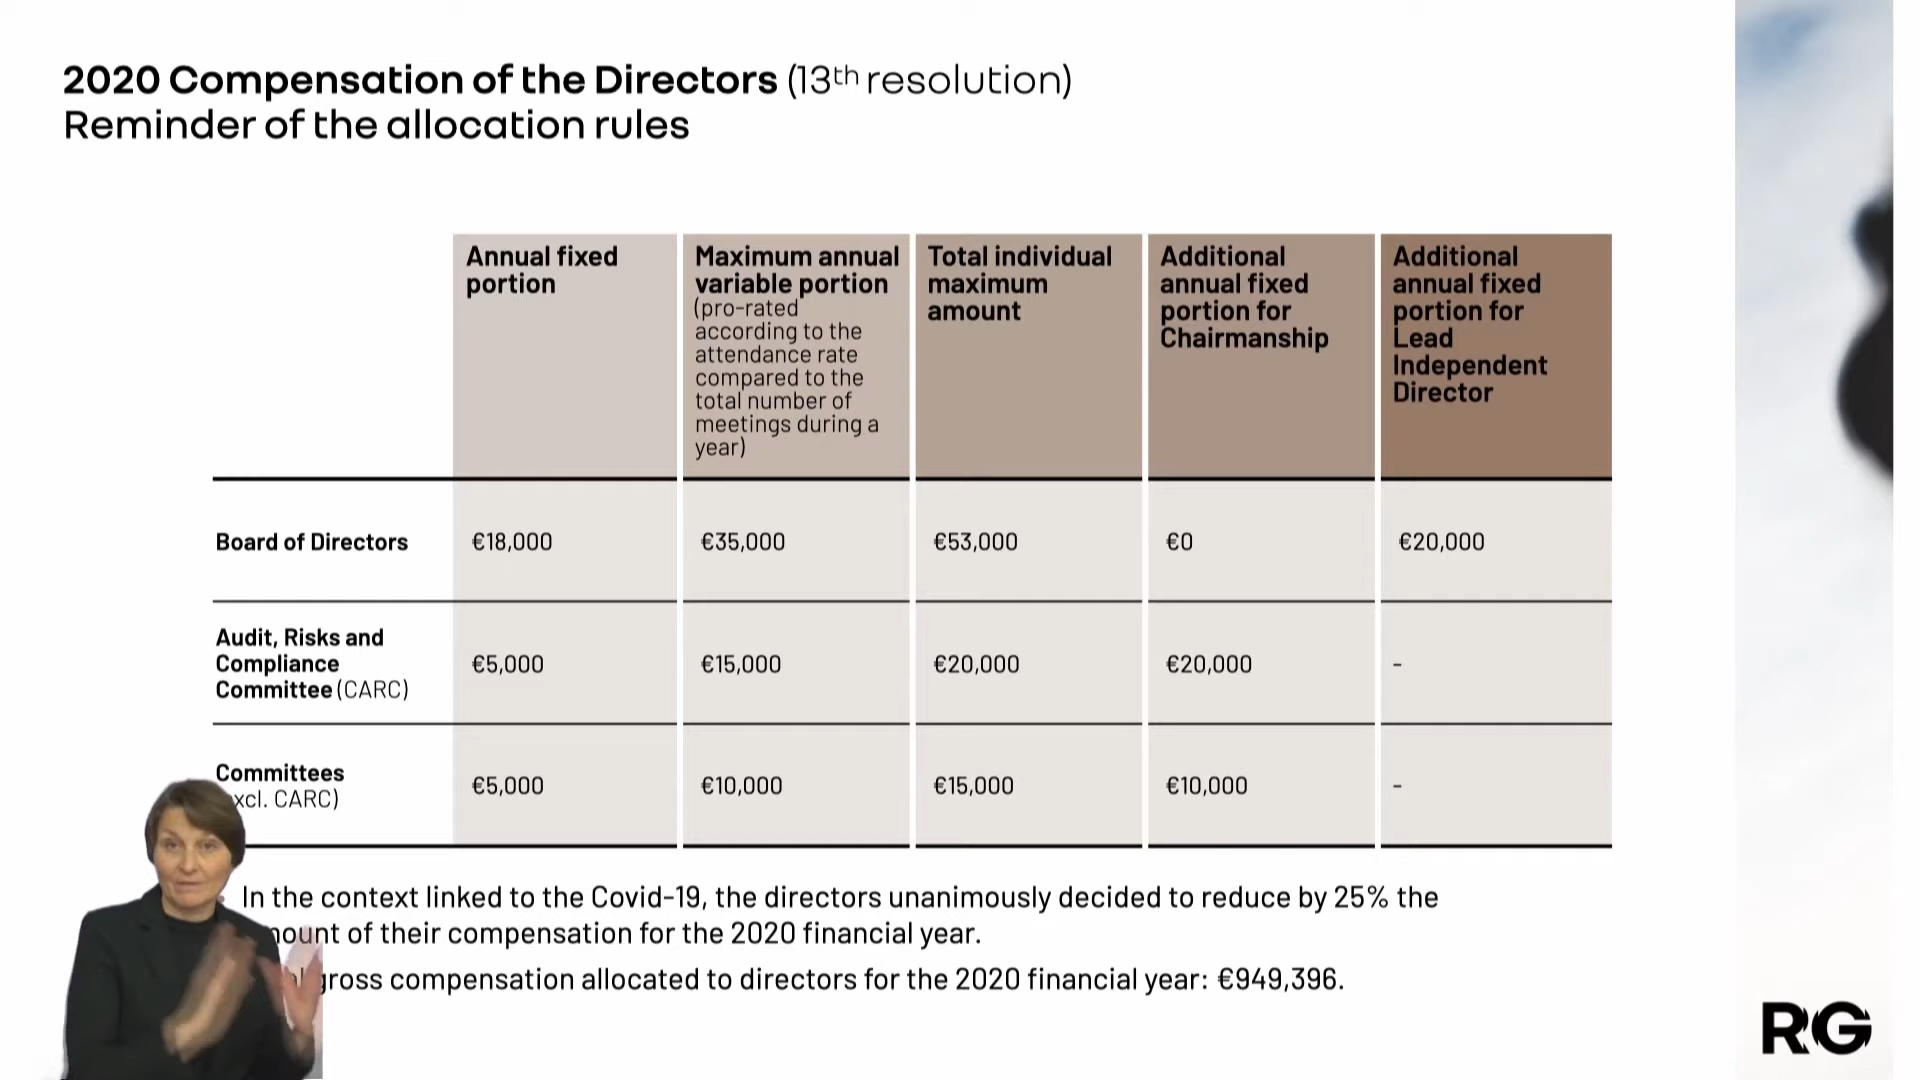 2020 Compensation of the Directors (13th resolution)
Reminder of the allocation rules
Annual fixed
portion
Maximum annual
variable portion
(pro-rated
according to the
attendance rate
compared to the
total number of
meetings during a
year)
Total individual
maximum
amount
Additional
annual fixed
portion for
Chairmanship
Additional
annual fixed
portion for
Lead
Independent
Director
Board of Directors
€18,000
€35,000
€53,000
€0
€20,000
Audit, Risks and
Compliance
Committee (CARC)
€5,000
€15,000
€20,000
€20,000
-
Committees
xcl. CARC)
€5,000
€10,000
€15,000
€10,000
-
In the context linked to the Covid-19, the directors unanimously decided to reduce by 25% the
ount of their compensation for the 2020 financial year.
gross compensation allocated to directors for the 2020 financial year: €949,396.
RG